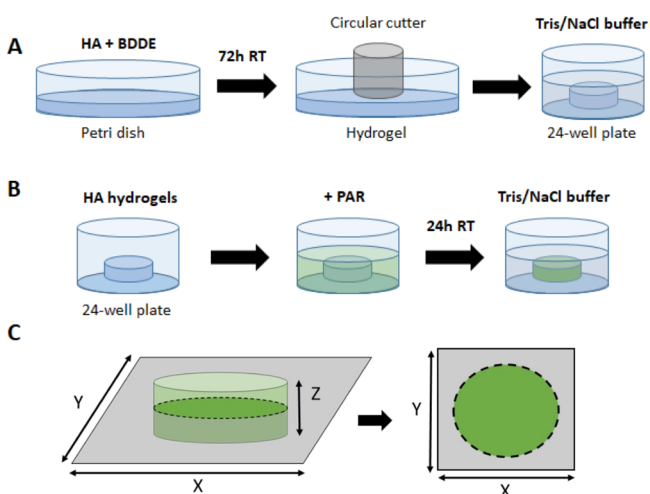 A
HA + BDDE
72h RT
Circular cutter
Tris/NaCl buffer
Petri dish
Hydrogel
24-well plate
B
HA hydrogels
+ PAR
24h RT
Tris/NaCl buffer
24-well plate
C
Y
Z
X
Y
X